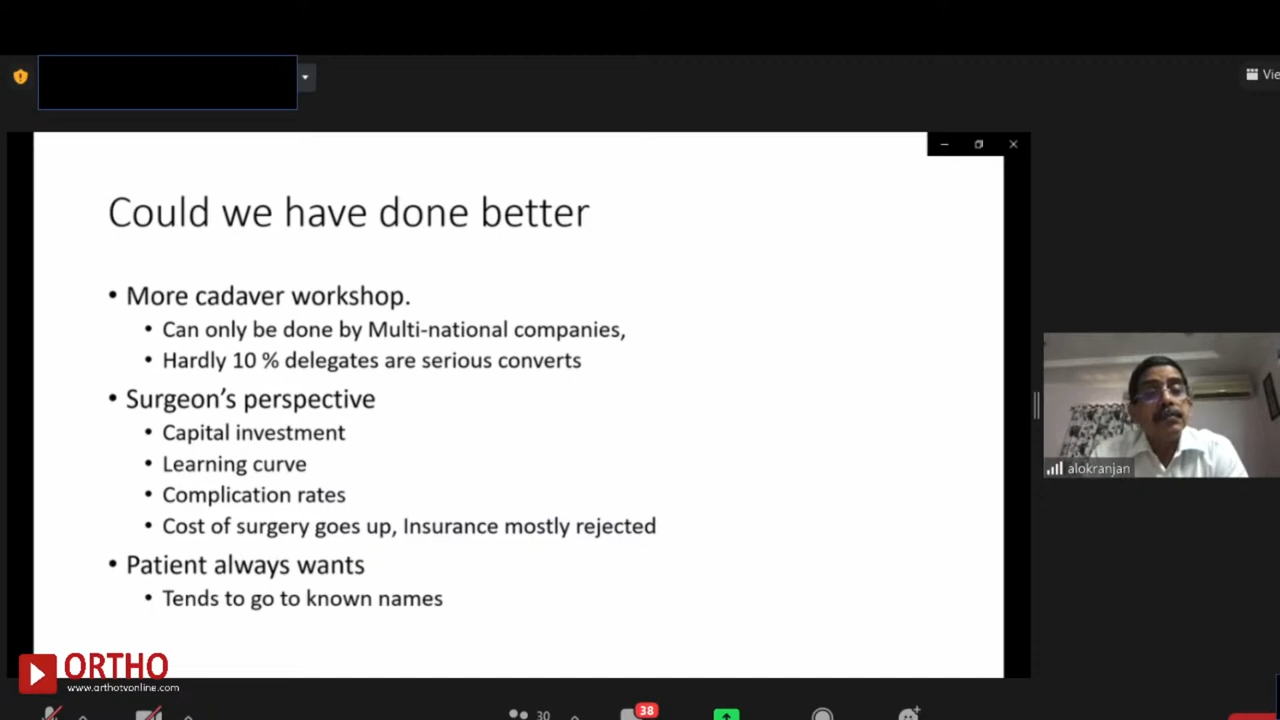 Vie
Could we have done better
• More cadaver workshop.
• Can only be done by Multi-national companies,
• Hardly 10 % delegates are serious converts
• Surgeon's perspective
• Capital investment
• Learning curve
• Complication rates
• Cost of surgery goes up, Insurance mostly rejected
• Patient always wants
• Tends to go to known names
alokranjan
ORTHO
www.orthotvonline.com
30
38